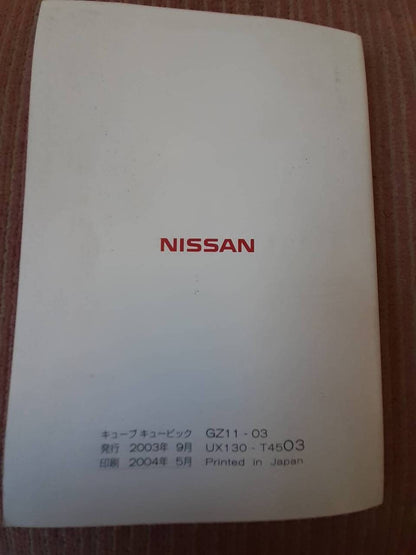 NISSAN
キューブ キュービック GZ11 - 03
発行 2003年 9月 UX130 - T4503
印刷 2004年 5月 Printed in Japan